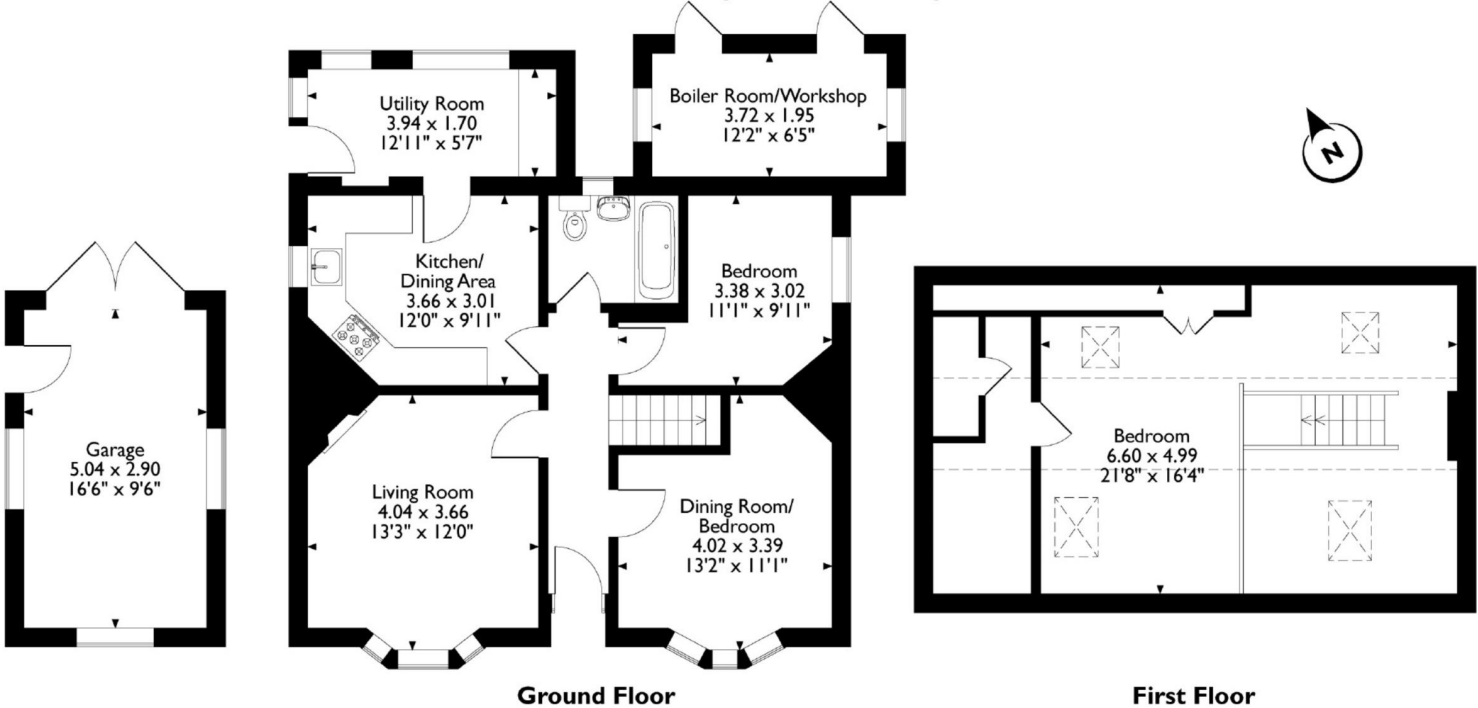 Utility Room
3.94 x 1.70
12'11" x 5'7"
Boiler Room/Workshop
3.72 x 1.95
12'2" x 6'5"
N
Kitchen/
Dining Area
3.66 x 3.01
12'0" x 9'11"
Bedroom
3.38 x 3.02
11'1" x 9'11"
Garage
5.04 x 2.90
16'6" x 9'6"
Living Room
4.04 x 3.66
13'3" x 12'0"
Dining Room/
Bedroom
4.02 x 3.39
13'2" x 11'1"
Bedroom
6.60 x 4.99
21'8" x 16'4"
Ground Floor
First Floor